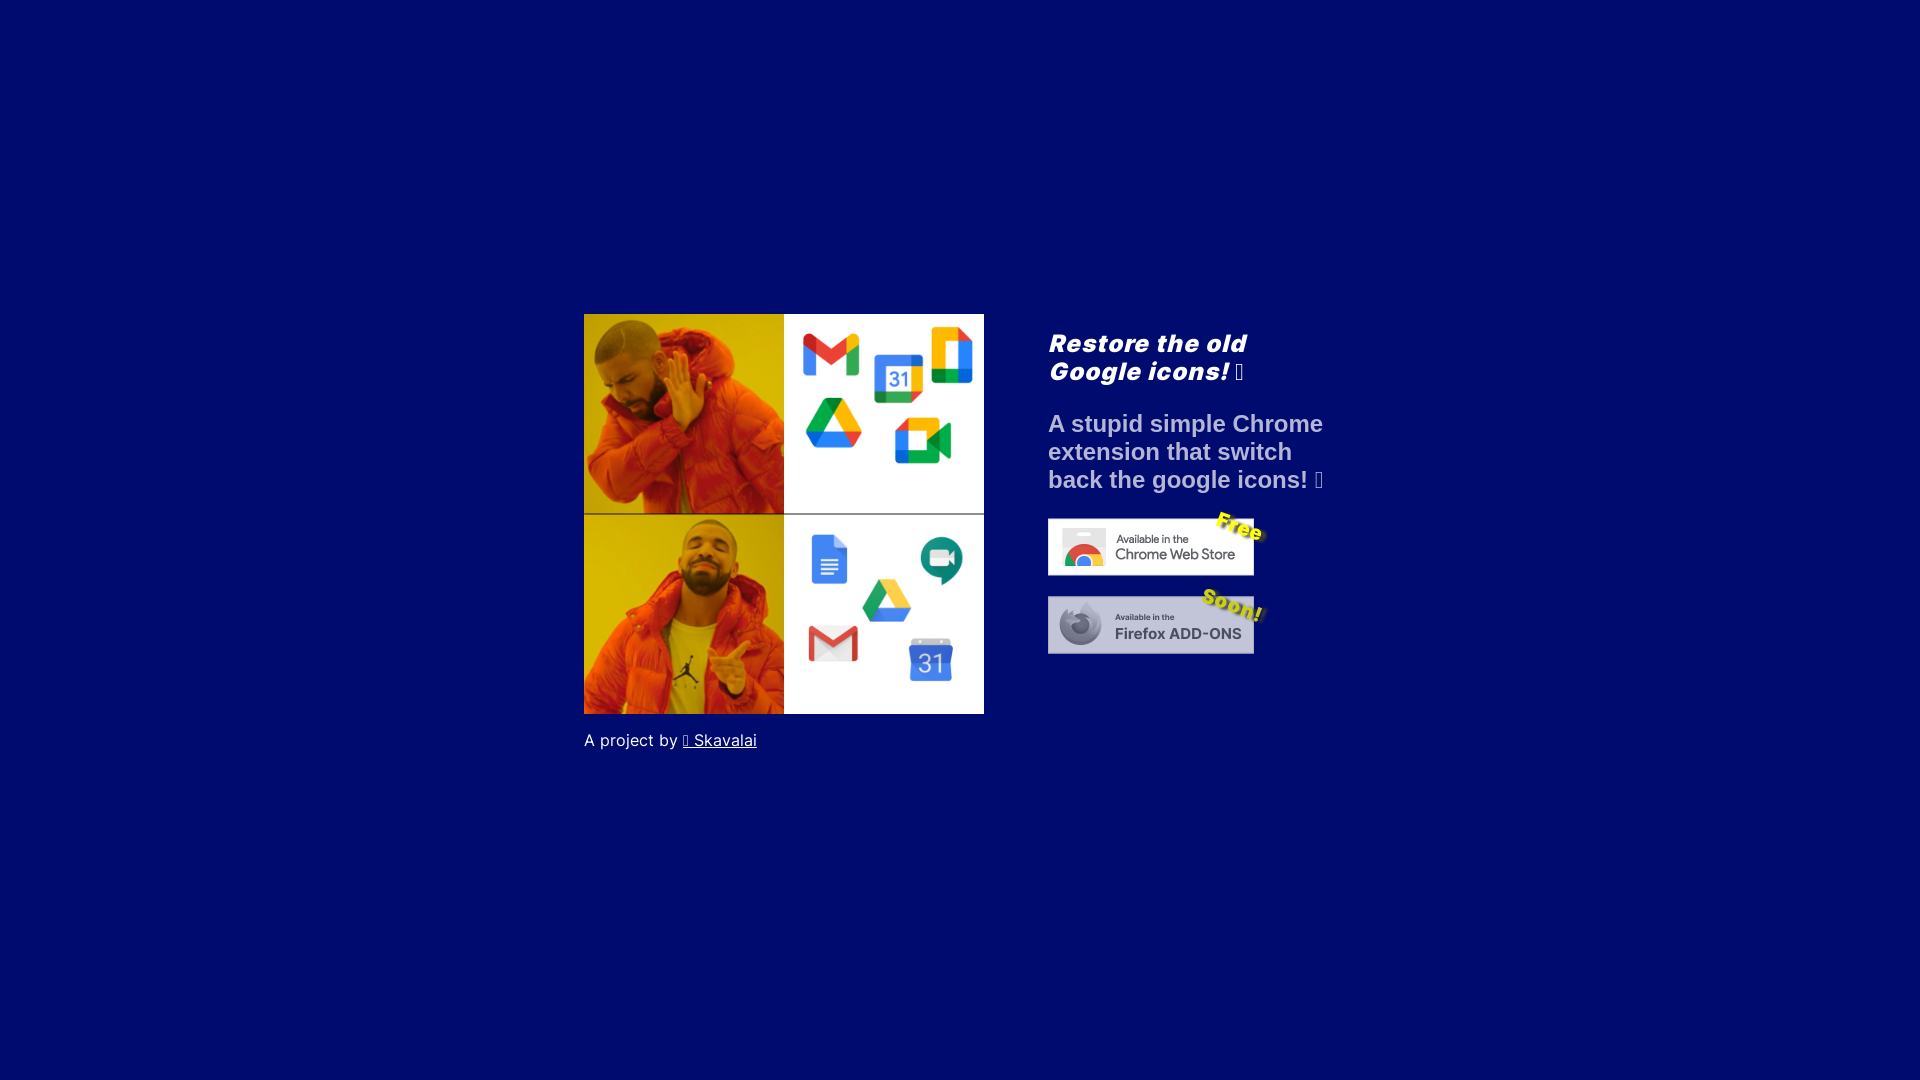 31
31
A project by Skavalai
Restore the old
Google icons!
A stupid simple Chrome
extension that switch
back the google icons!
Free
Available in the
Chrome Web Store
Soon!
Available in the
Firefox ADD-ONS